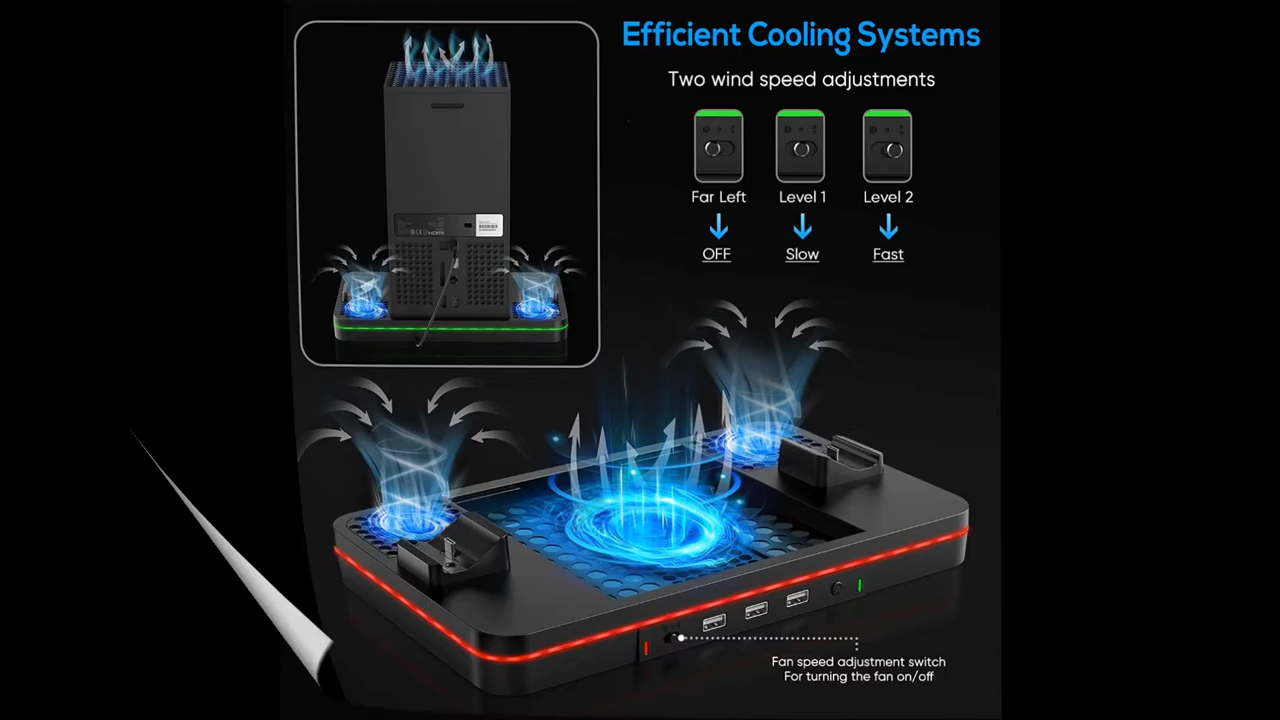 Efficient Cooling Systems
Two wind speed adjustments
Far Left
Level 1
Level 2
OFF
Slow
Fast
HDMI
Fan speed adjustment switch
For turning the fan on/off